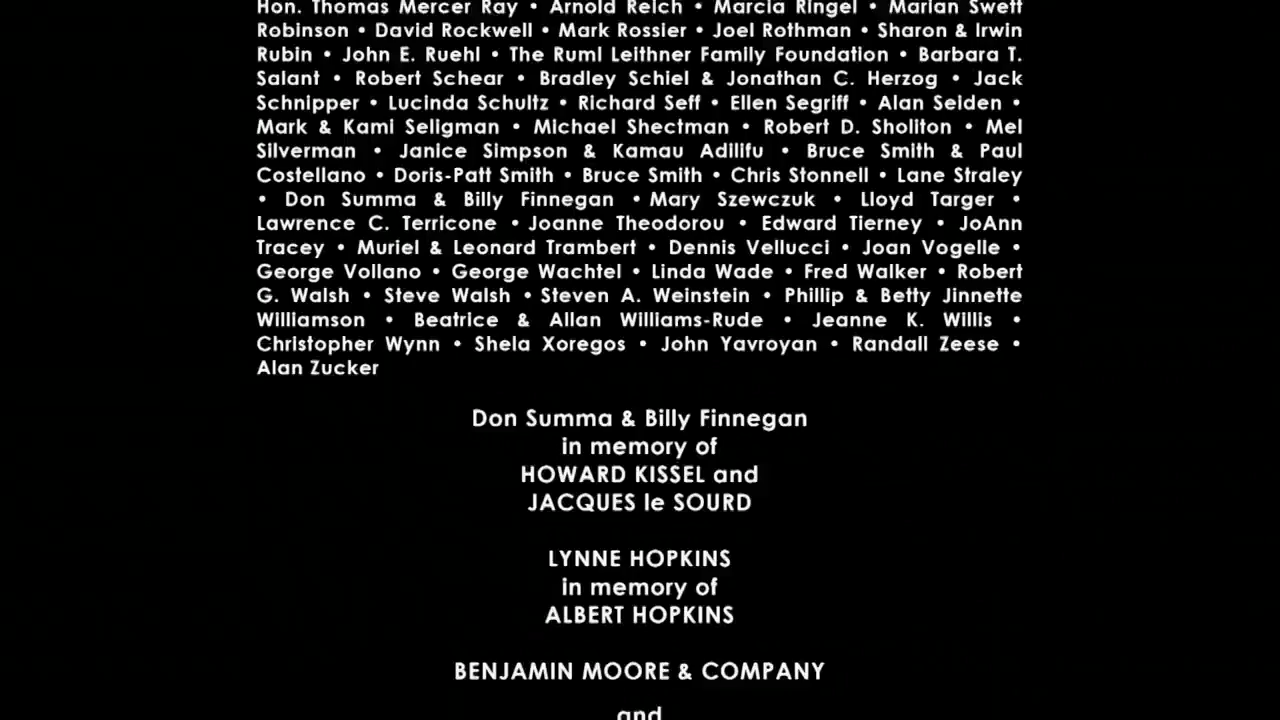 Hon. Thomas Mercer Ray • Arnold Reich • Marcia Ringel • Marian Swett
Robinson • David Rockwell • Mark Rossier • Joel Rothman • Sharon & Irwin
Rubin • John E. Ruehl • The Rumi Leithner Family Foundation • Barbara T.
Salant • Robert Schear • Bradley Schiel & Jonathan C. Herzog • Jack
Schnipper • Lucinda Schultz • Richard Seff • Ellen Segriff • Alan Seiden •
Mark & Kami Seligman • Michael Shectman • Robert D. Sholiton • Mel
Silverman • Janice Simpson & Kamau Adilifu • Bruce Smith & Paul
Costellano • Doris-Patt Smith • Bruce Smith • Chris Stonnell • Lane Straley
• Don Summa & Billy Finnegan • Mary Szewczuk • Lloyd Targer •
Lawrence C. Terricone • Joanne Theodorou • Edward Tierney • JoAnn
Tracey • Muriel & Leonard Trambert • Dennis Vellucci • Joan Vogelle •
George Vollano • George Wachtel • Linda Wade • Fred Walker • Robert
G. Walsh • Steve Walsh • Steven A. Weinstein • Phillip & Betty Jinnette
Williamson • Beatrice & Allan Williams-Rude • Jeanne K. Willis •
Christopher Wynn • Shela Xoregos • John Yavroyan • Randall Zeese •
Alan Zucker
Don Summa & Billy Finnegan
in memory of
HOWARD KISSEL and
JACQUES le SOURD
LYNNE HOPKINS
in memory of
ALBERT HOPKINS
BENJAMIN MOORE & COMPANY
and